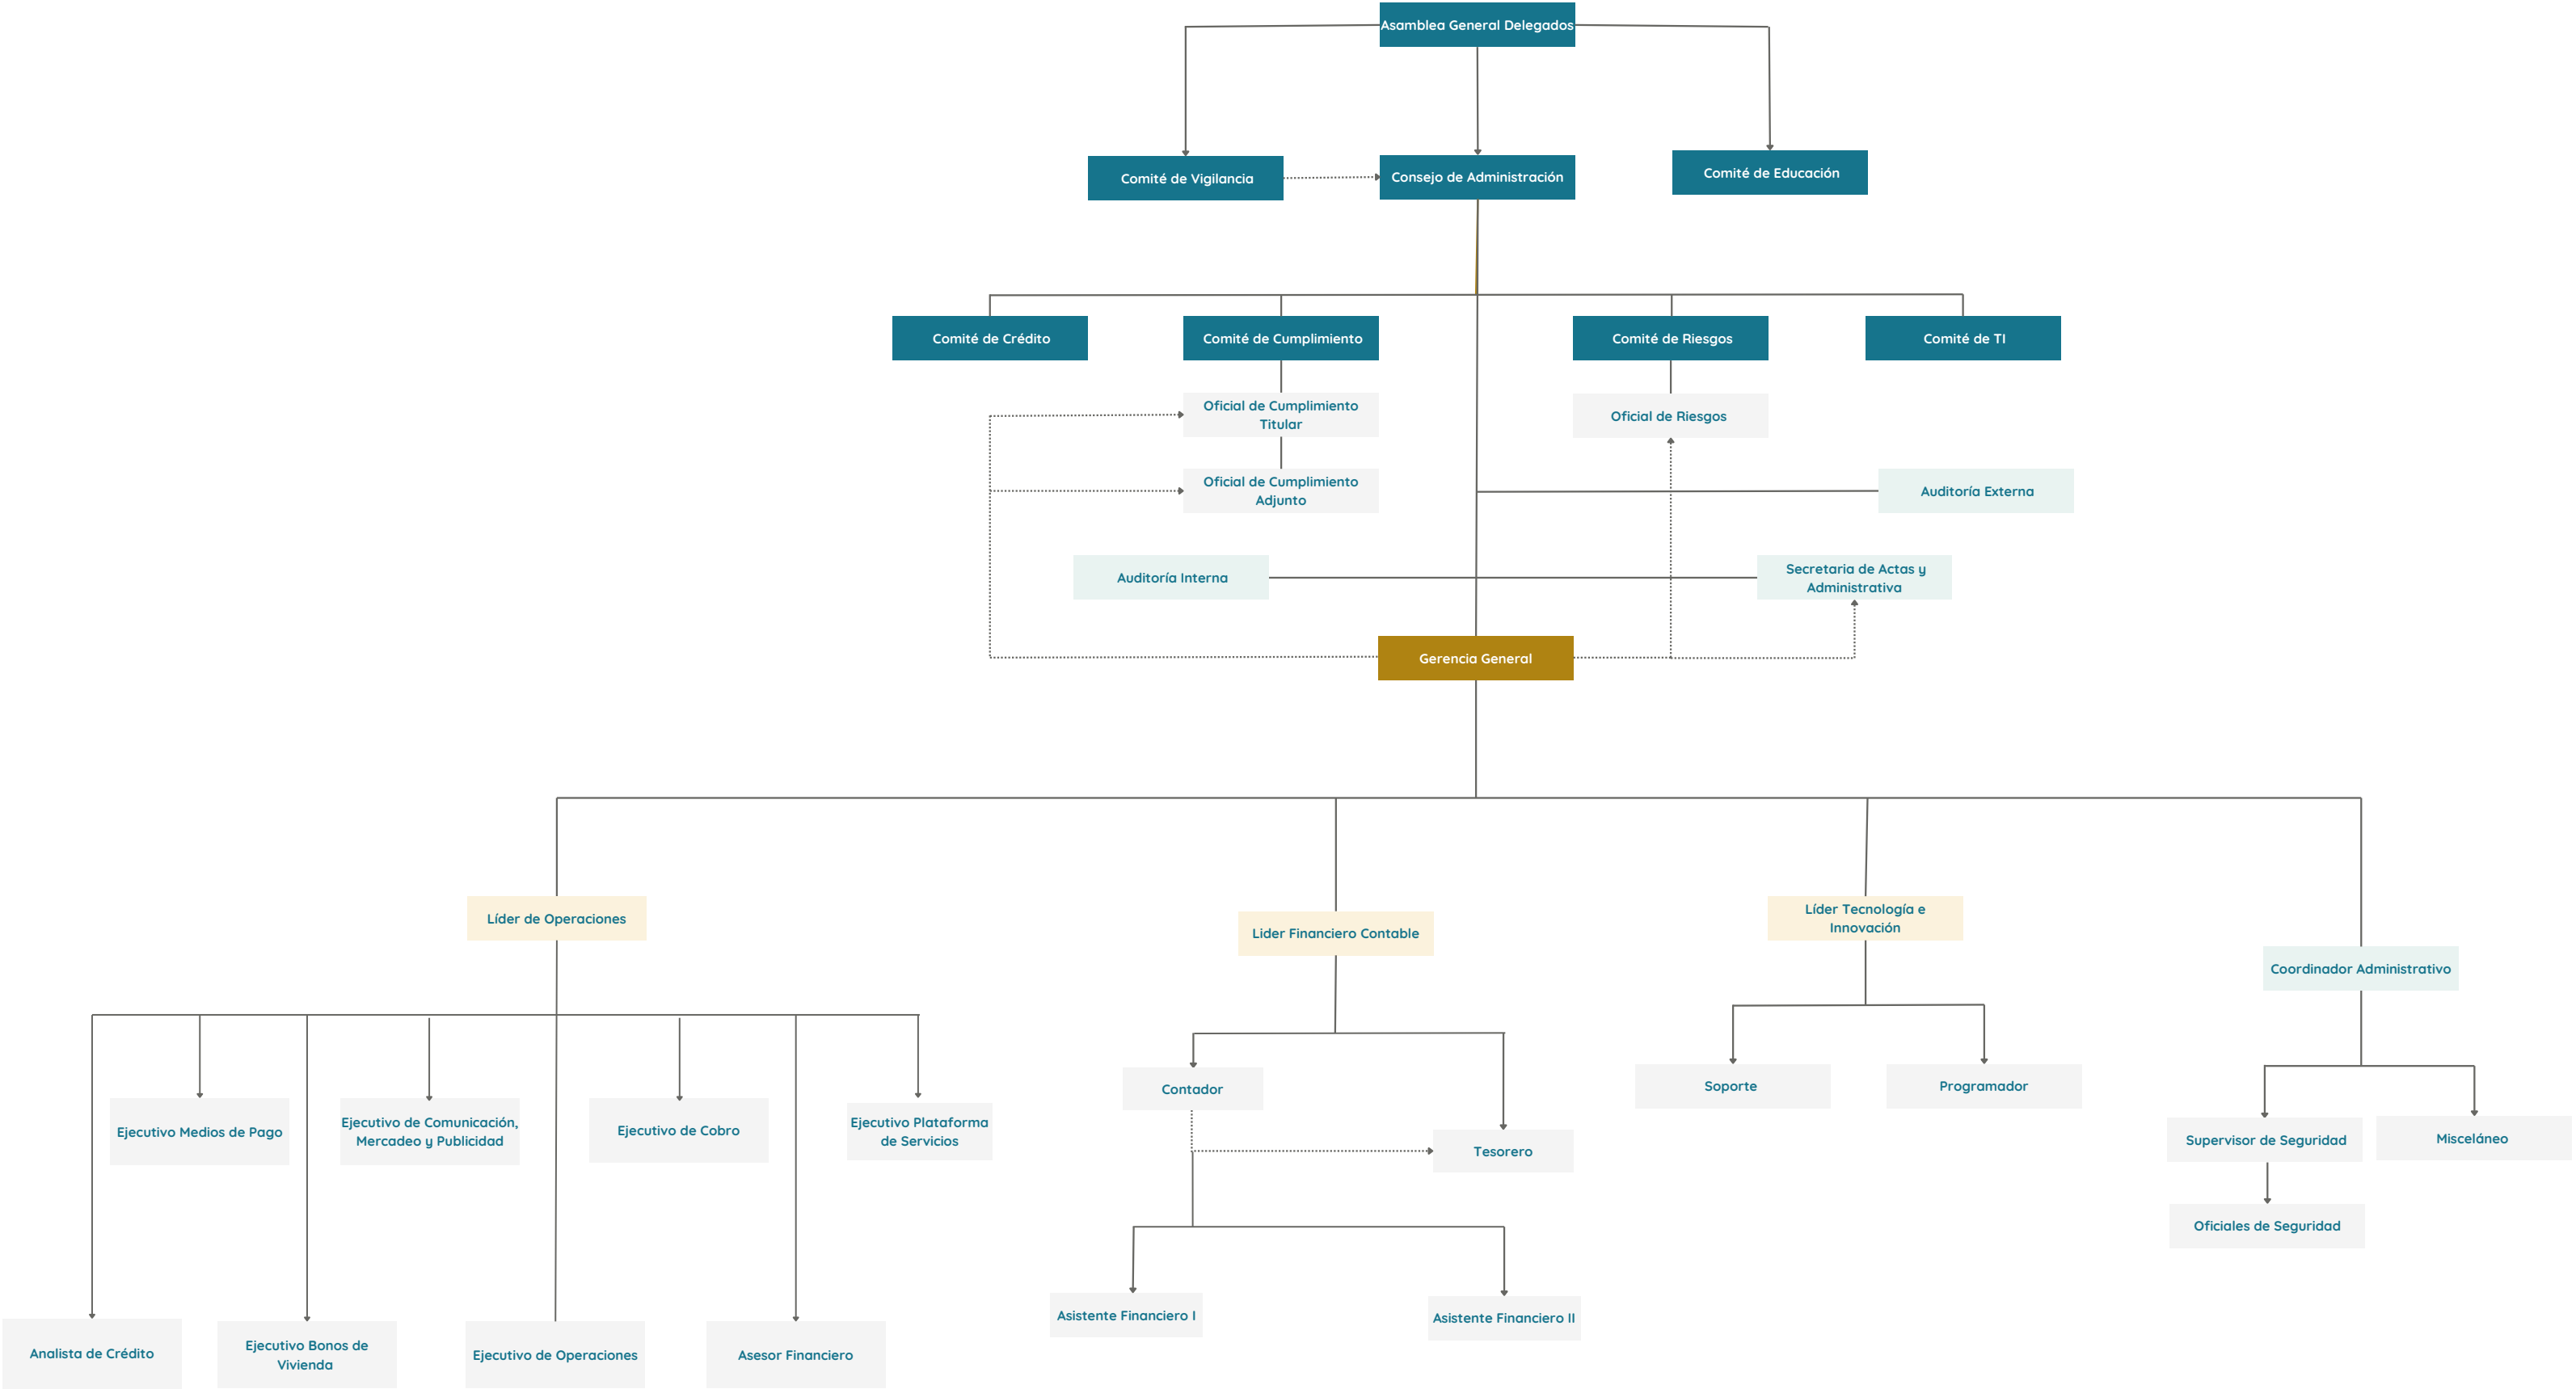 Asamblea General Delegados
Comité de Vigilancia
Consejo de Administración
Comité de Educación
Comité de Crédito
Comité de Cumplimiento
Comité de Riesgos
Comité de TI
Oficial de Cumplimiento
Titular
Oficial de Riesgos
Oficial de Cumplimiento
Adjunto
Auditoría Externa
Auditoría Interna
Secretaria de Actas y
Administrativa
Gerencia General
Líder de Operaciones
Lider Financiero Contable
Líder Tecnología e
Innovación
Coordinador Administrativo
Ejecutivo Medios de Pago
Ejecutivo de Comunicación,
Mercadeo y Publicidad
Ejecutivo de Cobro
Ejecutivo Plataforma
de Servicios
Contador
Tesorero
Soporte
Programador
Supervisor de Seguridad
Misceláneo
Oficiales de Seguridad
Asistente Financiero I
Asistente Financiero II
Analista de Crédito
Ejecutivo Bonos de
Vivienda
Ejecutivo de Operaciones
Asesor Financiero